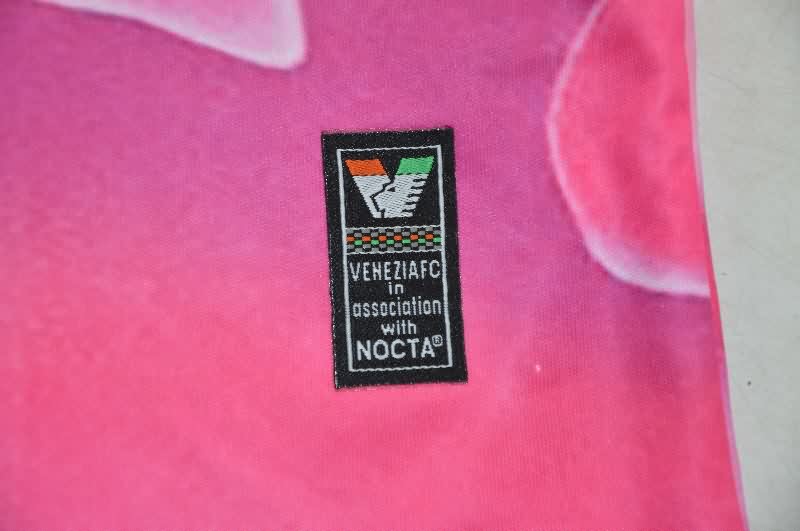 VENEZIAFC
in
association
with
NOCTA®